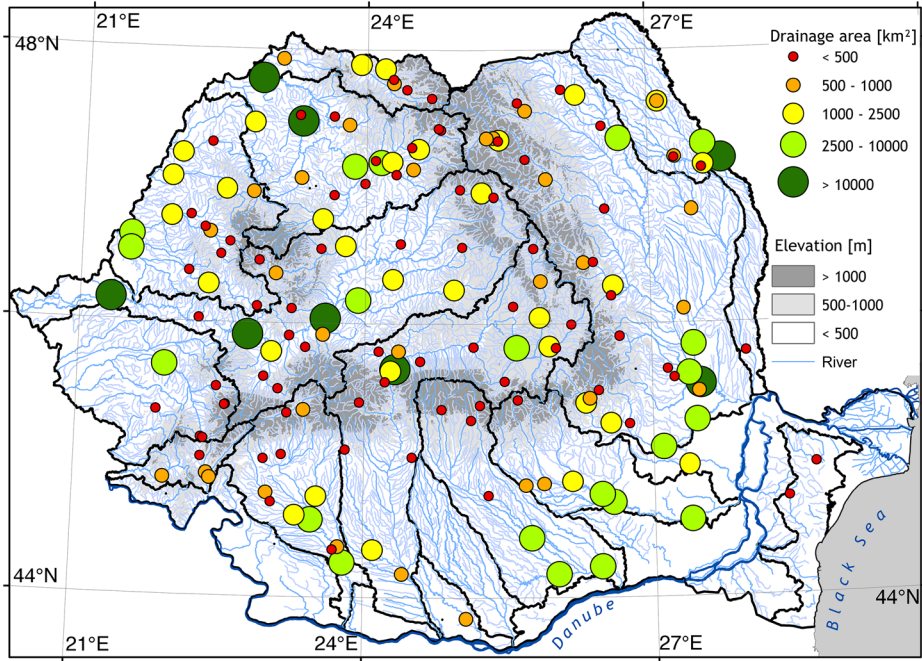 21°E
24°E
27°E
48°N
Drainage area [km²]
< 500
500 - 1000
1000 - 2500
2500 - 10000
> 10000
Elevation [m]
> 1000
500-1000
< 500
River
Black Sea
44°N
44°N
Danube
21°E
24°E
27°E